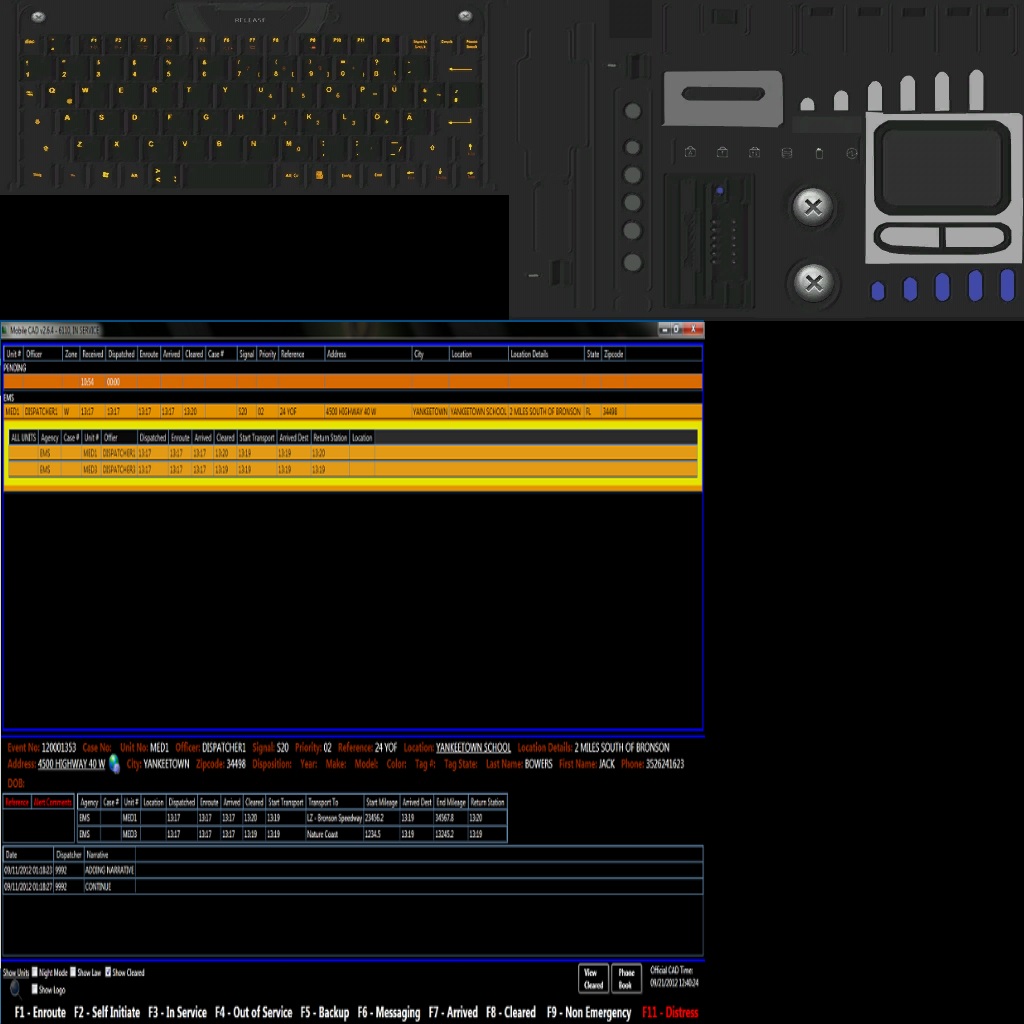 RELEASE
F1 F2 F3 F4 F5 F6 F7 F8 F9 F10 F11 F12
Q W E R T Y U I O P Ü
A S D F G H J K L Ö Ä
Z X C V B N M
Mobile CAD v2.6.4 - 6110, IN SERVICE
Unit # Officer Zone Received Dispatched Enroute Arrived Cleared Case # Signal Priority Reference Address City Location Location Details State Zipcode
PENDING
18:54 00:00
EMS
MED1 DISPATCHER1 W 13:17 13:17 13:17 13:17 13:20 S20 02 24 YOF 4500 HIGHWAY 40 W YANKEETOWN YANKEETOWN SCHOOL 2 MILES SOUTH OF BRONSON FL 34498
ALL UNITS Agency Case # Unit # Offier Dispatched Enroute Arrived Cleared Start Transport Arrived Dest Return Station Location
EMS MED1 DISPATCHER1 13:17 13:17 13:17 13:20 13:19 13:19 13:20
EMS MED3 DISPATCHER3 13:17 13:17 13:17 13:19 13:19 13:19 13:19
Event No: 120001353 Case No: Unit No: MED1 Officer: DISPATCHER1 Signal: S20 Priority: 02 Reference: 24 YOF Location: YANKEETOWN SCHOOL Location Details: 2 MILES SOUTH OF BRONSON
Address: 4500 HIGHWAY 40 W City: YANKEETOWN Zipcode: 34498 Disposition: Year: Make: Model: Color: Tag #: Tag State: Last Name: BOWERS First Name: JACK Phone: 3526241623
DOB:
Reference Alert Comments
Agency Case # Unit # Location Dispatched Enroute Arrived Cleared Start Transport Transport To Start Mileage Arrived Dest End Mileage Return Station
EMS MED1 13:17 13:17 13:17 13:20 13:19 LZ - Bronson Speedway 23456.2 13:19 34567.8 13:20
EMS MED3 13:17 13:17 13:17 13:19 13:19 Nature Coast 1234.5 13:19 13245.2 13:19
Date Dispatcher Narrative
09/11/2012 01:18:23 9992 ADDING NARRATIVE
09/11/2012 01:18:27 9992 CONTINUE
Show Units Night Mode Show Law Show Cleared
Show Logo
View Cleared
Phone Book
Official CAD Time:
09/21/2012 12:40:24
F1 - Enroute F2 - Self Initiate F3 - In Service F4 - Out of Service F5 - Backup F6 - Messaging F7 - Arrived F8 - Cleared F9 - Non Emergency F11 - Distress